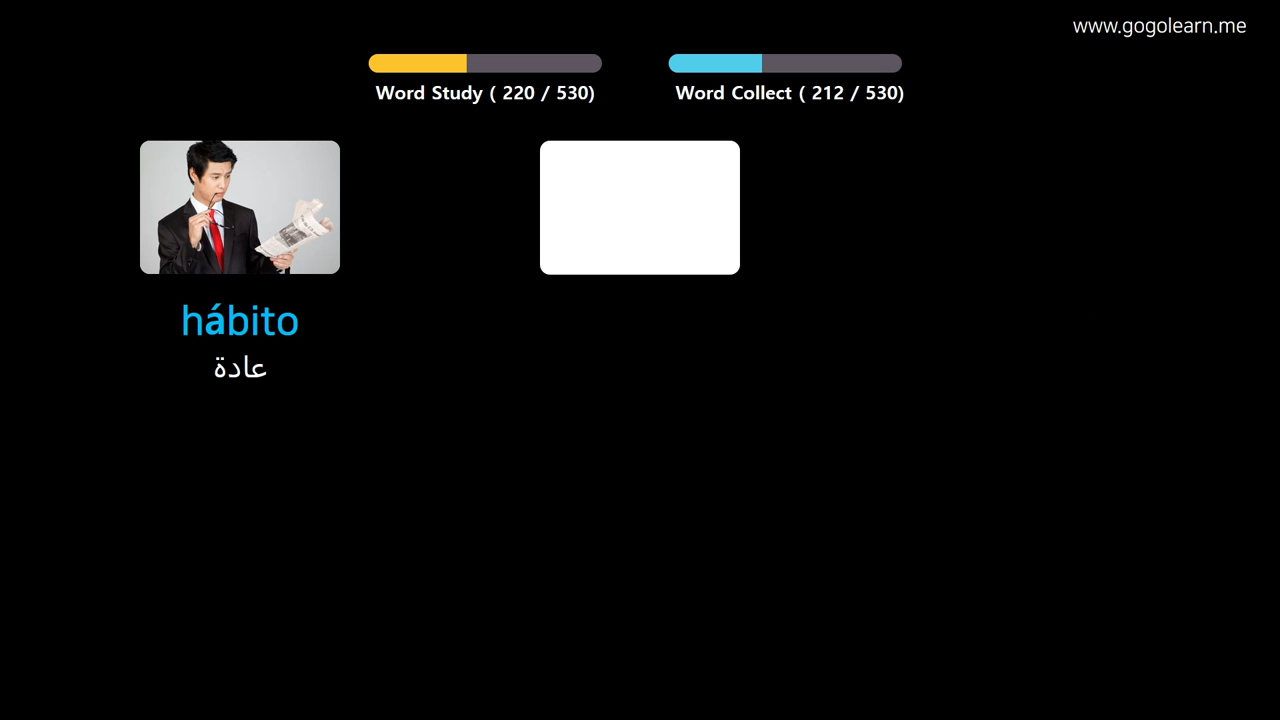 www.gogolearn.me
Word Study ( 220 / 530)
Word Collect ( 212 / 530)
hábito
عادة